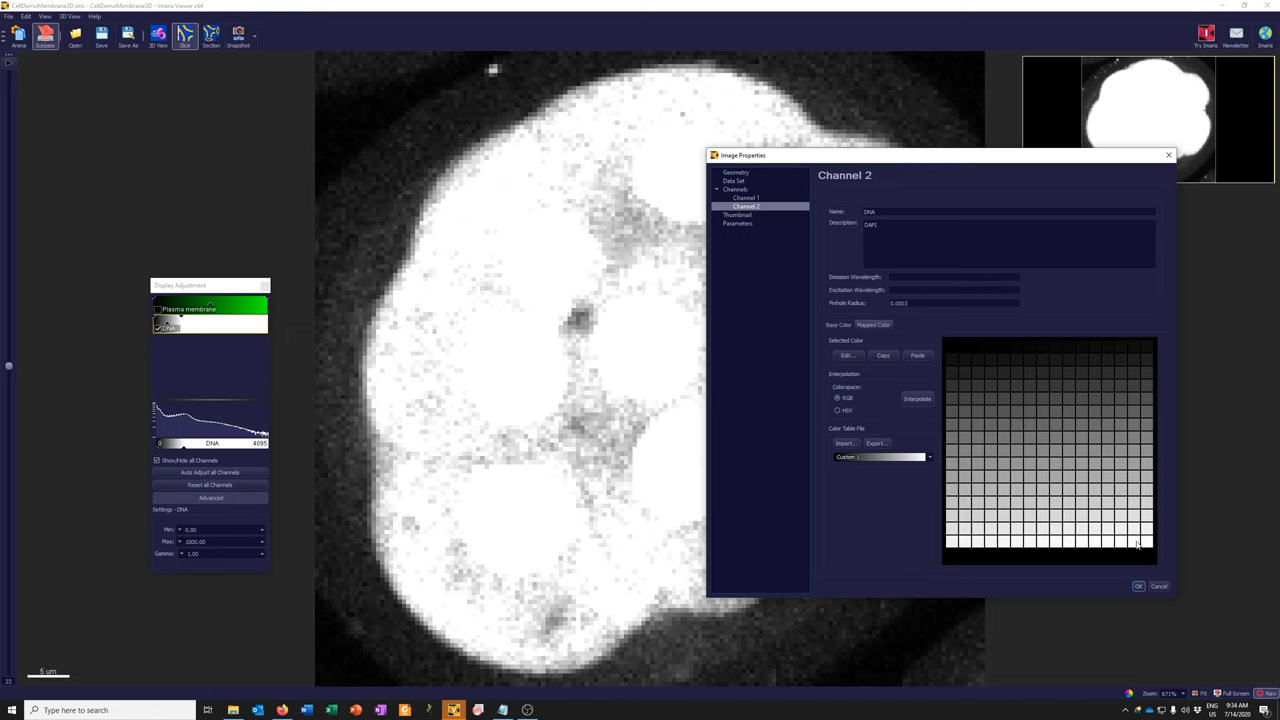 CellDemoMembrane3D.ims - CellDemoMembrane3D - Imaris Viewer x64
File Edit View 3D View Help
Arena Surpass Open Save Save As 3D View Slice Section Snapshot Try Imaris Newsletter Imaris
Image Properties
Geometry
Data Set
Channels
Channel 1
Channel 2
Thumbnail
Parameters
Channel 2
Name: DNA
Description: DAPI
Emission Wavelength:
Excitation Wavelength:
Pinhole Radius: 0.0003
Base Color Mapped Color
Selected Color
Edit... Copy Paste
Interpolation
Colorspace:
RGB Interpolate
HSV
Color Table File
Import... Export...
Custom
OK Cancel
Display Adjustment
Plasma membrane
DNA
0 DNA 4095
Show/Hide all Channels
Auto Adjust all Channels
Reset all Channels
Advanced
Settings - DNA
Min: 0.00
Max: 1000.00
Gamma: 1.00
5 um
23
Zoom: 871% Fit Full Screen Navi
Type here to search
ENG 9:34 AM
US 7/14/2020